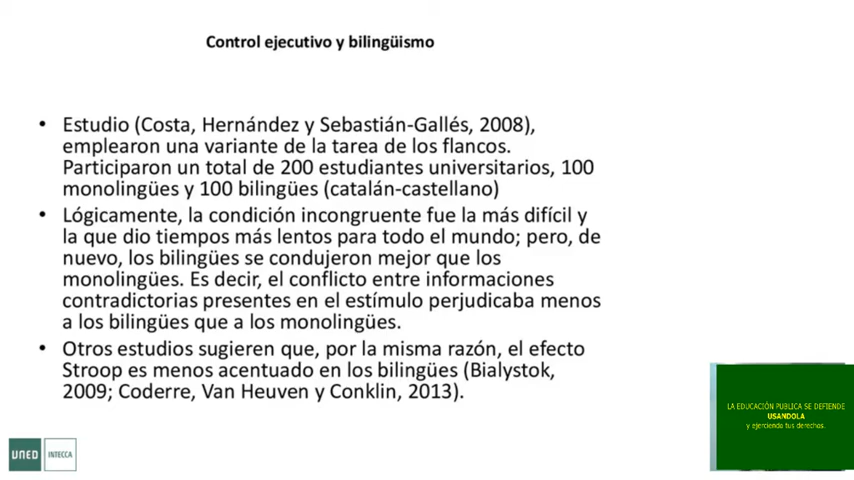 Control ejecutivo y bilingüismo
• Estudio (Costa, Hernández y Sebastián-Gallés, 2008),
emplearon una variante de la tarea de los flancos.
Participaron un total de 200 estudiantes universitarios, 100
monolingües y 100 bilingües (catalán-castellano)
• Lógicamente, la condición incongruente fue la más difícil y
la que dio tiempos más lentos para todo el mundo; pero, de
nuevo, los bilingües se condujeron mejor que los
monolingües. Es decir, el conflicto entre informaciones
contradictorias presentes en el estímulo perjudicaba menos
a los bilingües que a los monolingües.
• Otros estudios sugieren que, por la misma razón, el efecto
Stroop es menos acentuado en los bilingües (Bialystok,
2009; Coderre, Van Heuven y Conklin, 2013).
LA EDUCACIÓN PUBLICA SE DEFIENDE
USANDOLA
y ejerciendo tus derechos.
UNED INTECCA